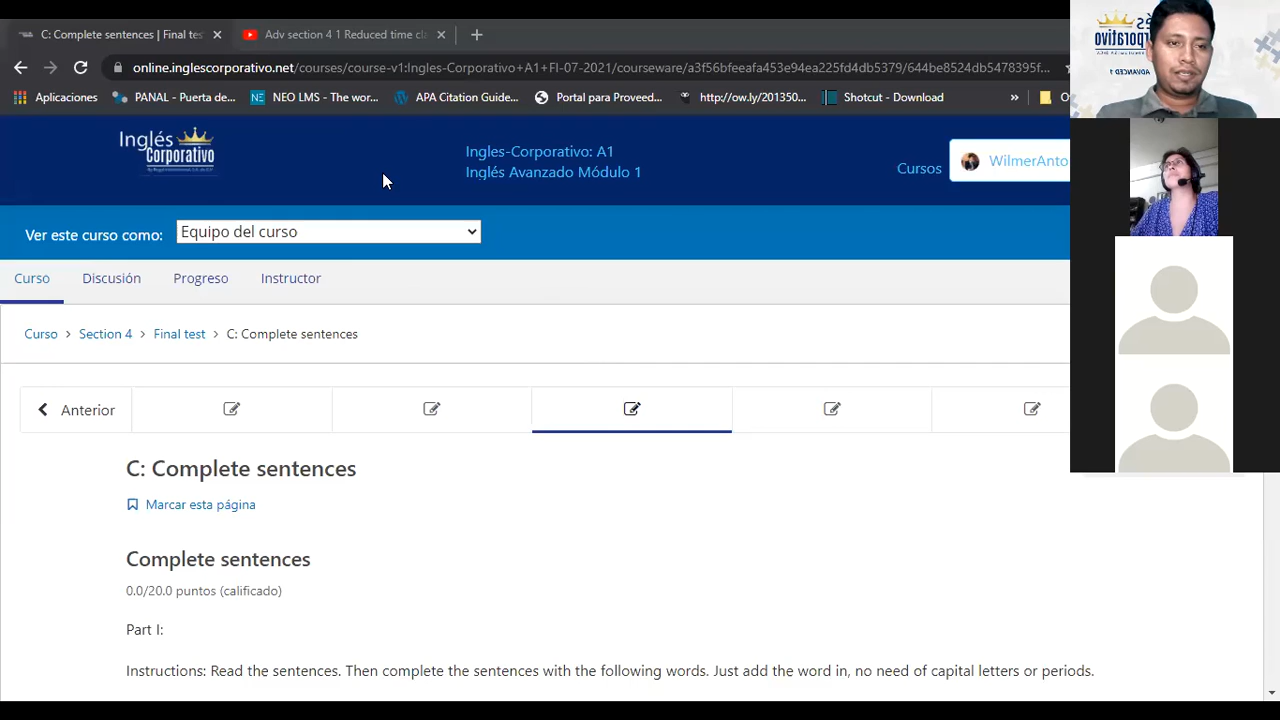 C: Complete sentences | Final tes
Adv section 4 1 Reduced time cl
online.inglescorporativo.net/courses/course-v1:Ingles-Corporativo+A1+FI-07-2021/courseware/a5e56bfeeafa453e94ea225fd4db5379/644be8524db5478395f...
Aplicaciones
PANAL - Puerta de...
NEO LMS - The wor...
APA Citation Guide...
Portal para Proveed...
http://ow.ly/201350...
Shotcut - Download
»
Inglés
Corporativo
Ingles-Corporativo: A1
Inglés Avanzado Módulo 1
Cursos
WilmerAnto
ADVANCED 1
Ver este curso como:
Equipo del curso
Curso
Discusión
Progreso
Instructor
Curso > Section 4 > Final test > C: Complete sentences
Anterior
C: Complete sentences
Marcar esta página
Complete sentences
0.0/20.0 puntos (calificado)
Part I:
Instructions: Read the sentences. Then complete the sentences with the following words. Just add the word in, no need of capital letters or periods.